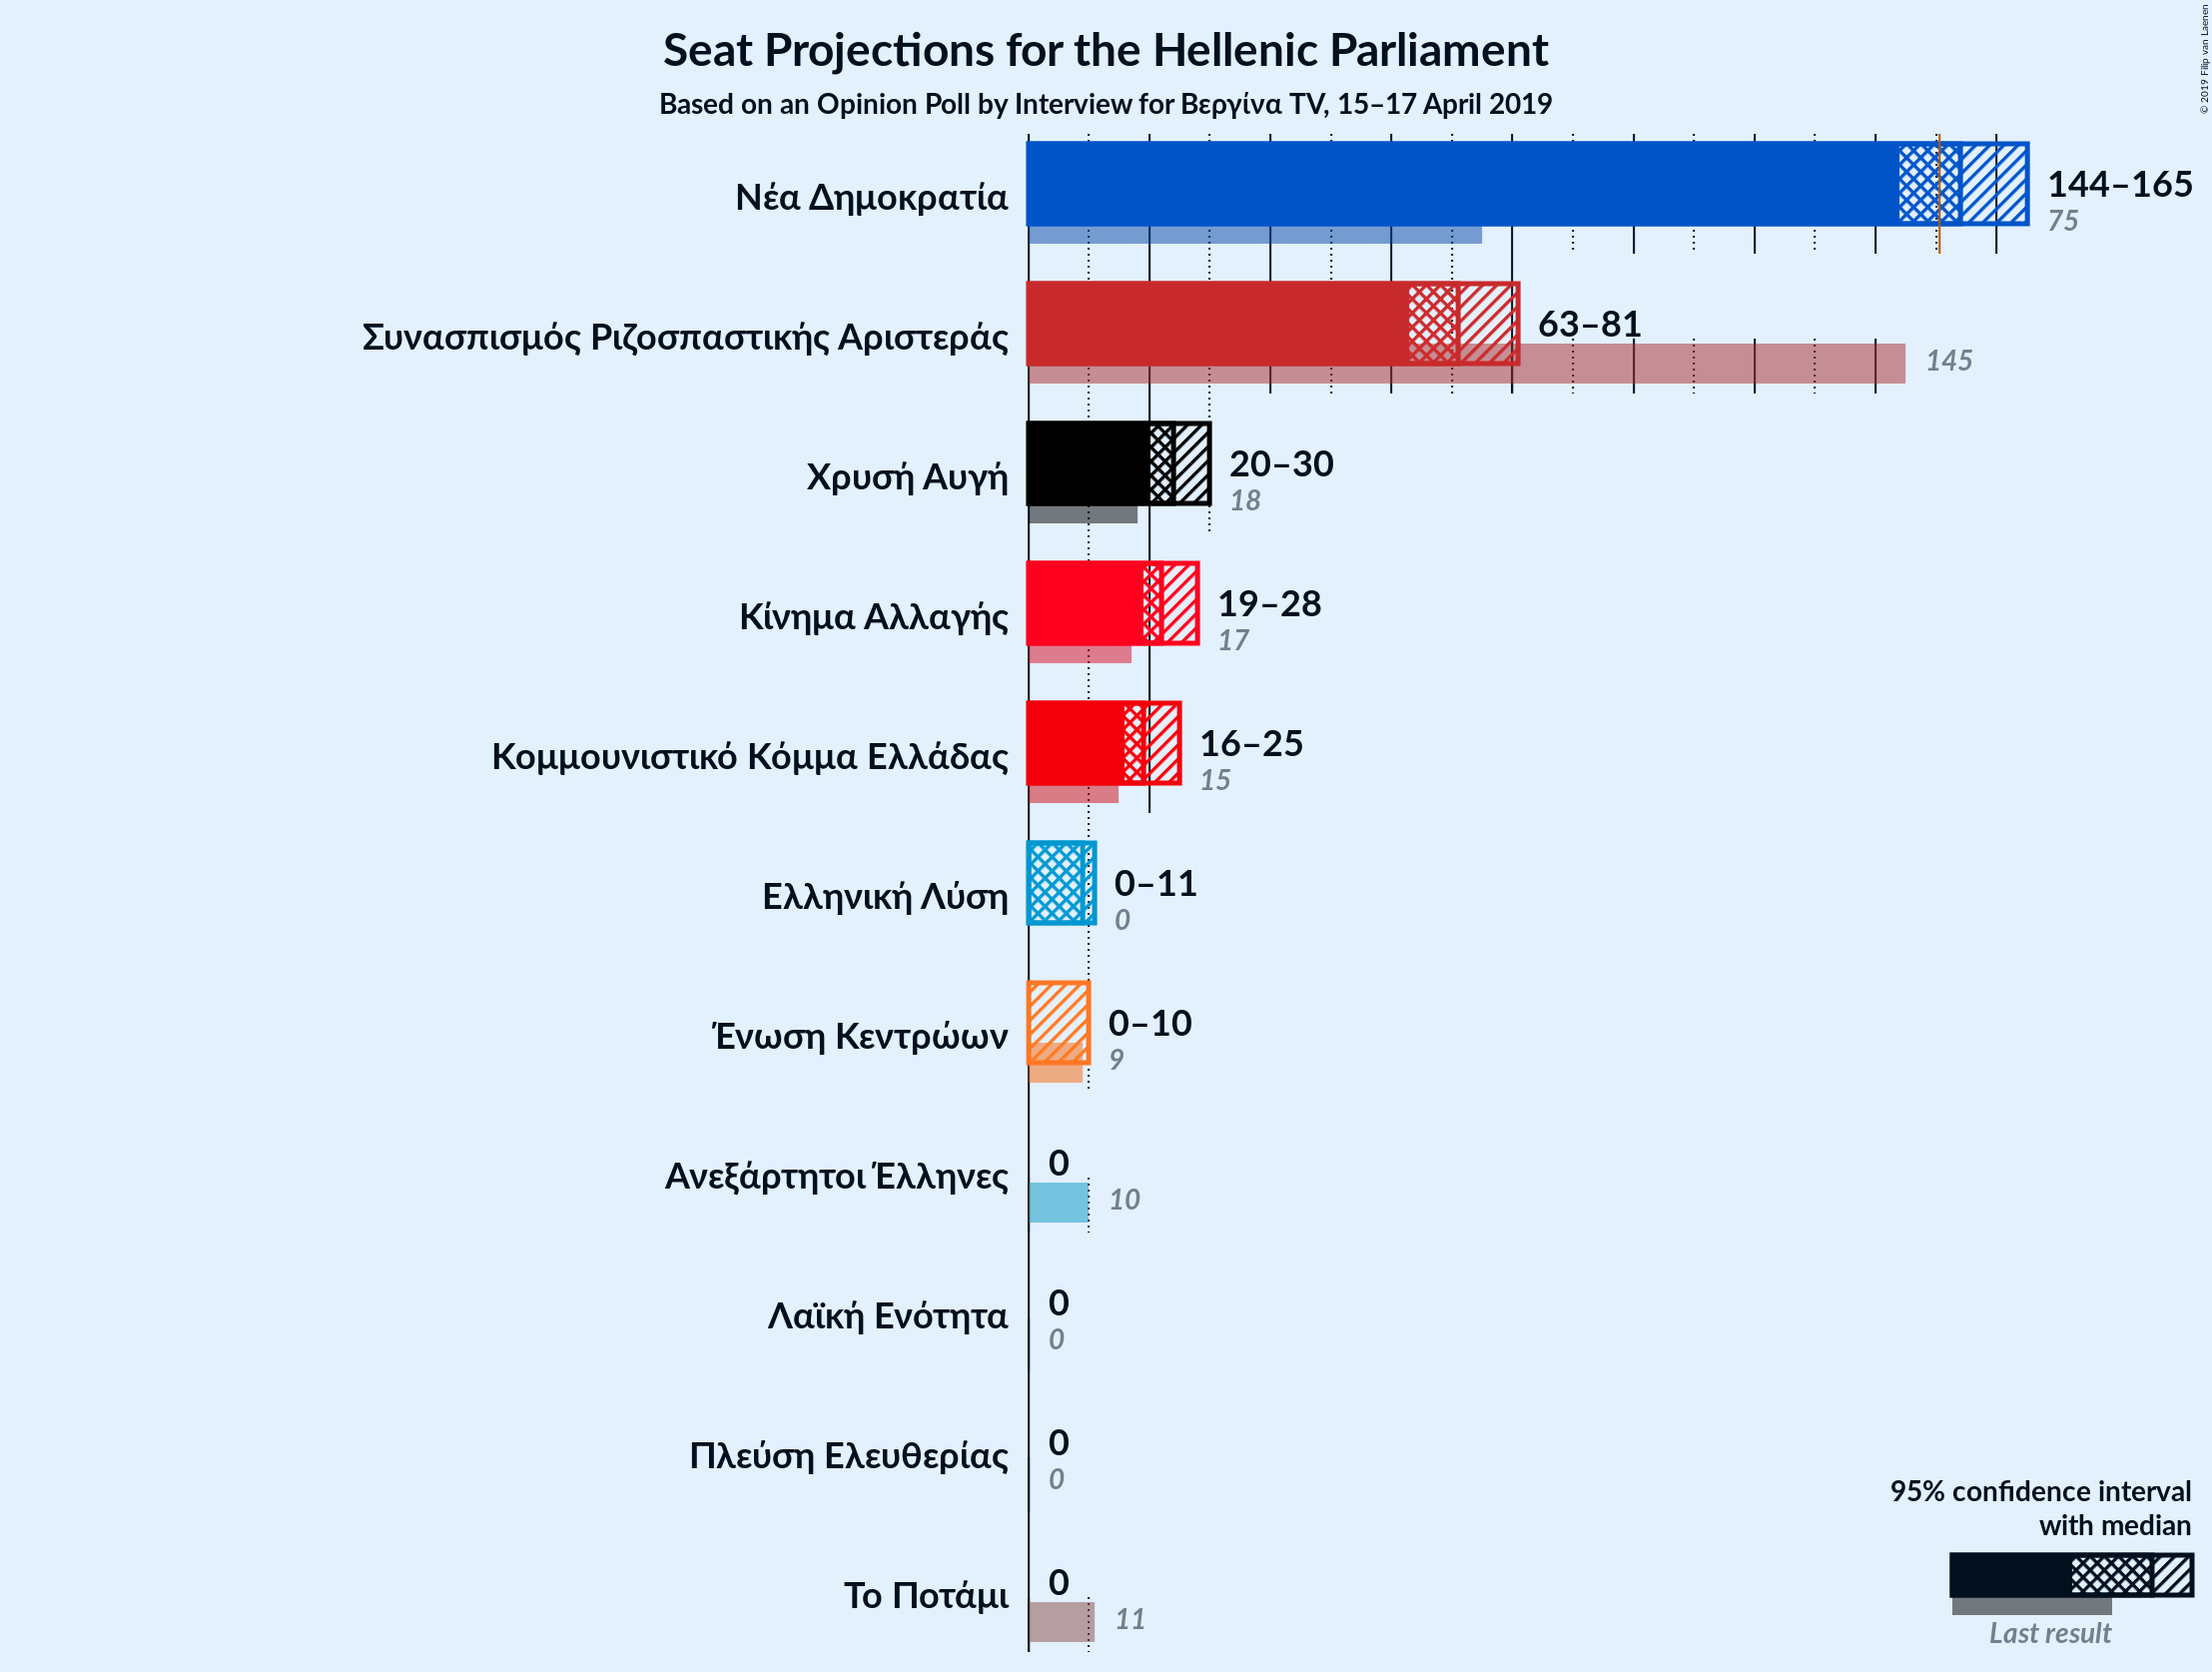 Seat Projections for the Hellenic Parliament
Based on an Opinion Poll by Interview for Βεργίνα TV, 15–17 April 2019
© 2019 Filip van Laenen
Νέα Δημοκρατία
144–165
75
Συνασπισμός Ριζοσπαστικής Αριστεράς
63–81
145
Χρυσή Αυγή
20–30
18
Κίνημα Αλλαγής
19–28
17
Κομμουνιστικό Κόμμα Ελλάδας
16–25
15
Ελληνική Λύση
0–11
0
Ένωση Κεντρώων
0–10
9
Ανεξάρτητοι Έλληνες
0
10
Λαϊκή Ενότητα
0
0
Πλεύση Ελευθερίας
0
0
Το Ποτάμι
0
11
95% confidence interval
with median
Last result